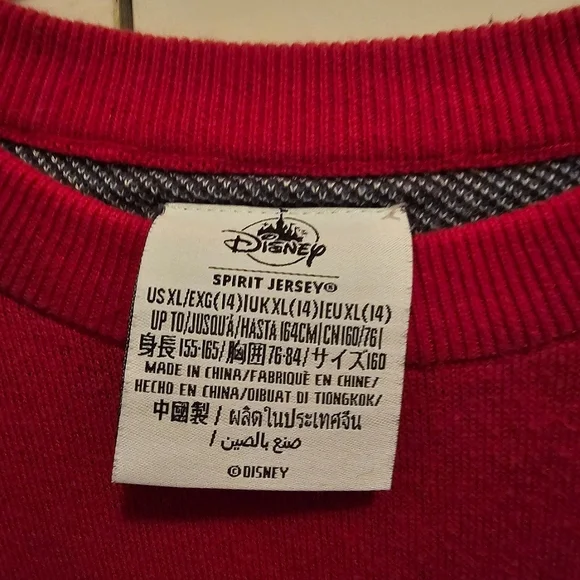 Disney
SPIRIT JERSEY®
US XL/EXG(14)|UK XL(14)|EU XL(14)
UP TO/JUSQU'À/HASTA 164CM|CN160/76|
身長155-165/胸囲76-84/サイズ160
MADE IN CHINA/FABRIQUÉ EN CHINE/
HECHO EN CHINA/DIBUAT DI TIONGKOK/
中國製/ผลิตในประเทศจีน
/ صنع بالصين
©DISNEY